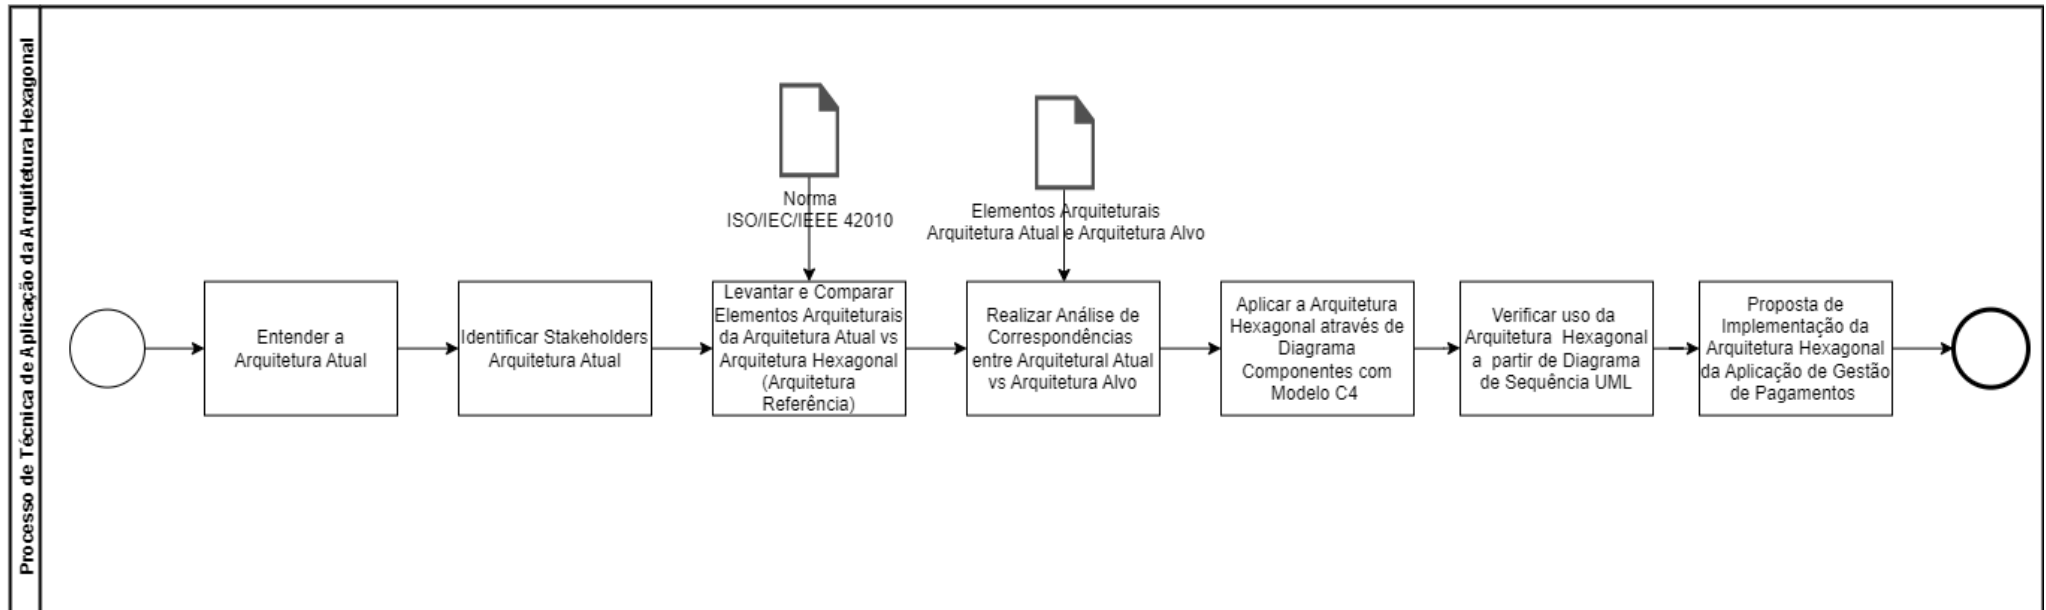 Processo de Técnica de Aplicação da Arquitetura Hexagonal
Norma
ISO/IEC/IEEE 42010
Elementos Arquiteturais
Arquitetura Atual e Arquitetura Alvo
Entender a
Arquitetura Atual
Identificar Stakeholders
Arquitetura Atual
Levantar e Comparar
Elementos Arquiteturais
da Arquitetura Atual vs
Arquitetura Hexagonal
(Arquitetura
Referência)
Realizar Análise de
Correspondências
entre Arquitetural Atual
vs Arquitetura Alvo
Aplicar a Arquitetura
Hexagonal através de
Diagrama
Componentes com
Modelo C4
Verificar uso da
Arquitetura Hexagonal
a partir de Diagrama
de Sequência UML
Proposta de
Implementação da
Arquitetura Hexagonal
da Aplicação de Gestão
de Pagamentos